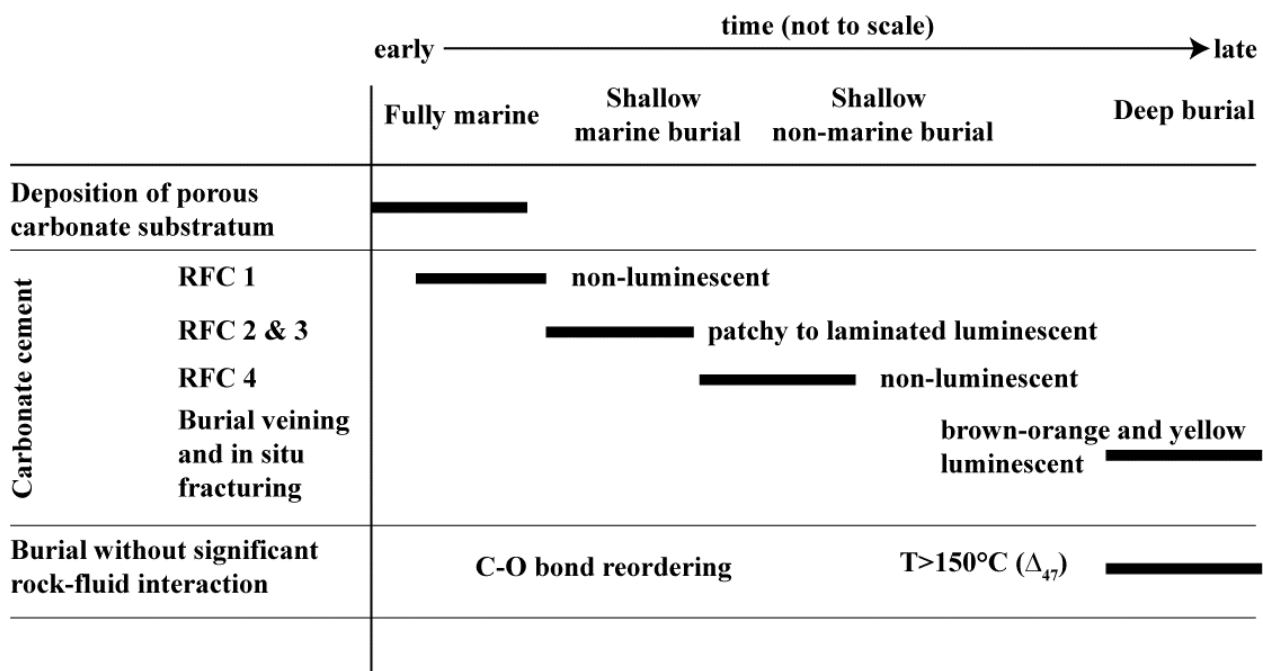 time (not to scale)
early
late
Fully marine
Shallow
marine burial
Shallow
non-marine burial
Deep burial
Deposition of porous
carbonate substratum
Carbonate cement
RFC 1
non-luminescent
RFC 2 & 3
patchy to laminated luminescent
RFC 4
non-luminescent
Burial veining
and in situ
fracturing
brown-orange and yellow
luminescent
Burial without significant
rock-fluid interaction
C-O bond reordering
T>150°C (Δ47)